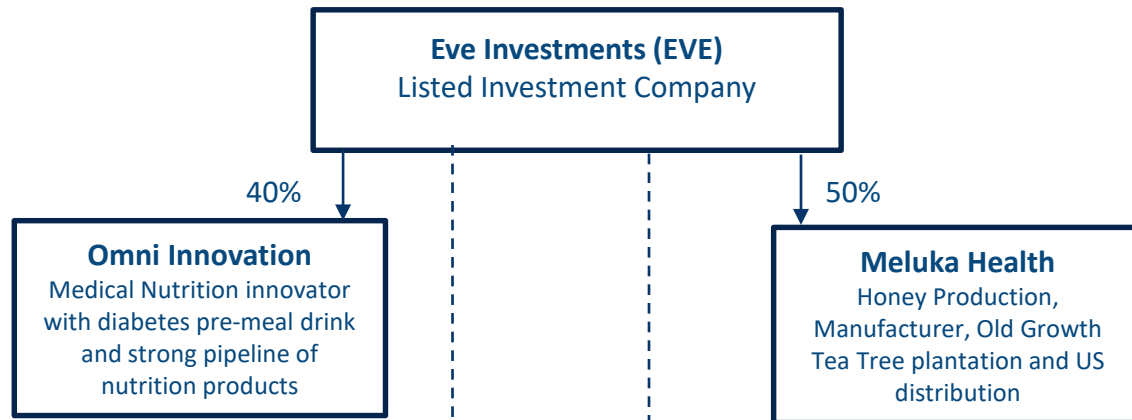 Eve Investments (EVE)
Listed Investment Company
40%
50%
Omni Innovation
Medical Nutrition innovator
with diabetes pre-meal drink
and strong pipeline of
nutrition products
Meluka Health
Honey Production,
Manufacturer, Old Growth
Tea Tree plantation and US
distribution